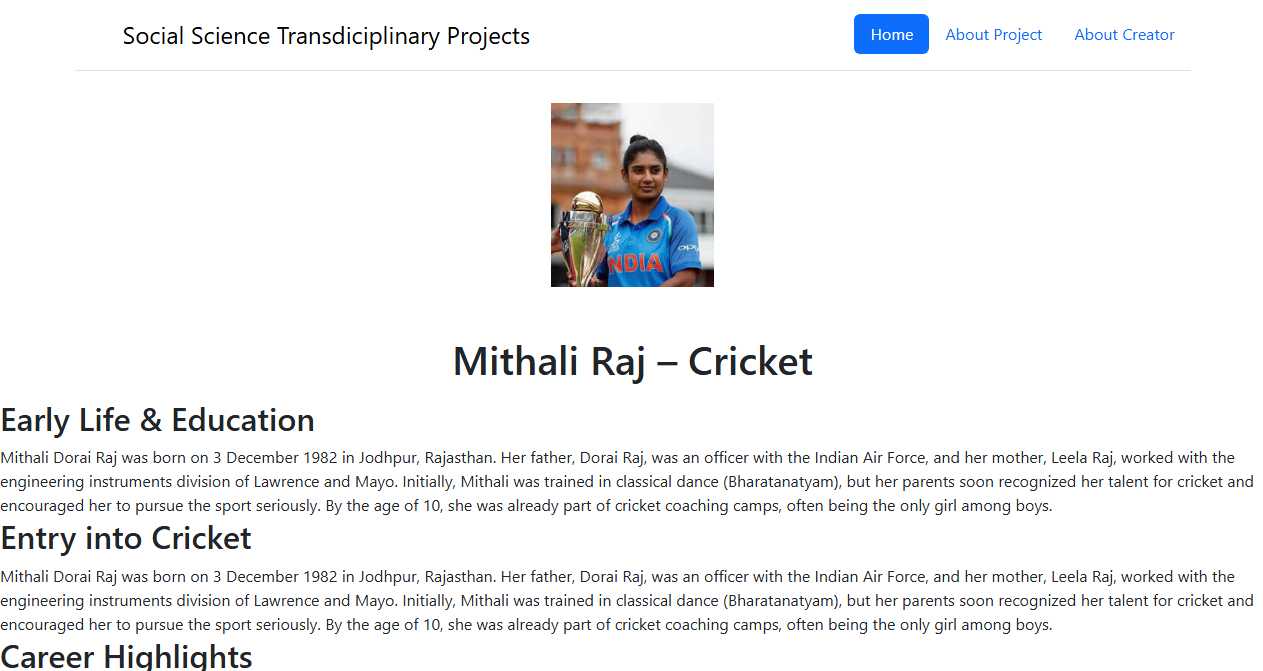 Social Science Transdiciplinary Projects
Home
About Project
About Creator
INDIA
Mithali Raj – Cricket
Early Life & Education
Mithali Dorai Raj was born on 3 December 1982 in Jodhpur, Rajasthan. Her father, Dorai Raj, was an officer with the Indian Air Force, and her mother, Leela Raj, worked with the
engineering instruments division of Lawrence and Mayo. Initially, Mithali was trained in classical dance (Bharatanatyam), but her parents soon recognized her talent for cricket and
encouraged her to pursue the sport seriously. By the age of 10, she was already part of cricket coaching camps, often being the only girl among boys.
Entry into Cricket
Mithali Dorai Raj was born on 3 December 1982 in Jodhpur, Rajasthan. Her father, Dorai Raj, was an officer with the Indian Air Force, and her mother, Leela Raj, worked with the
engineering instruments division of Lawrence and Mayo. Initially, Mithali was trained in classical dance (Bharatanatyam), but her parents soon recognized her talent for cricket and
encouraged her to pursue the sport seriously. By the age of 10, she was already part of cricket coaching camps, often being the only girl among boys.
Career Highlights